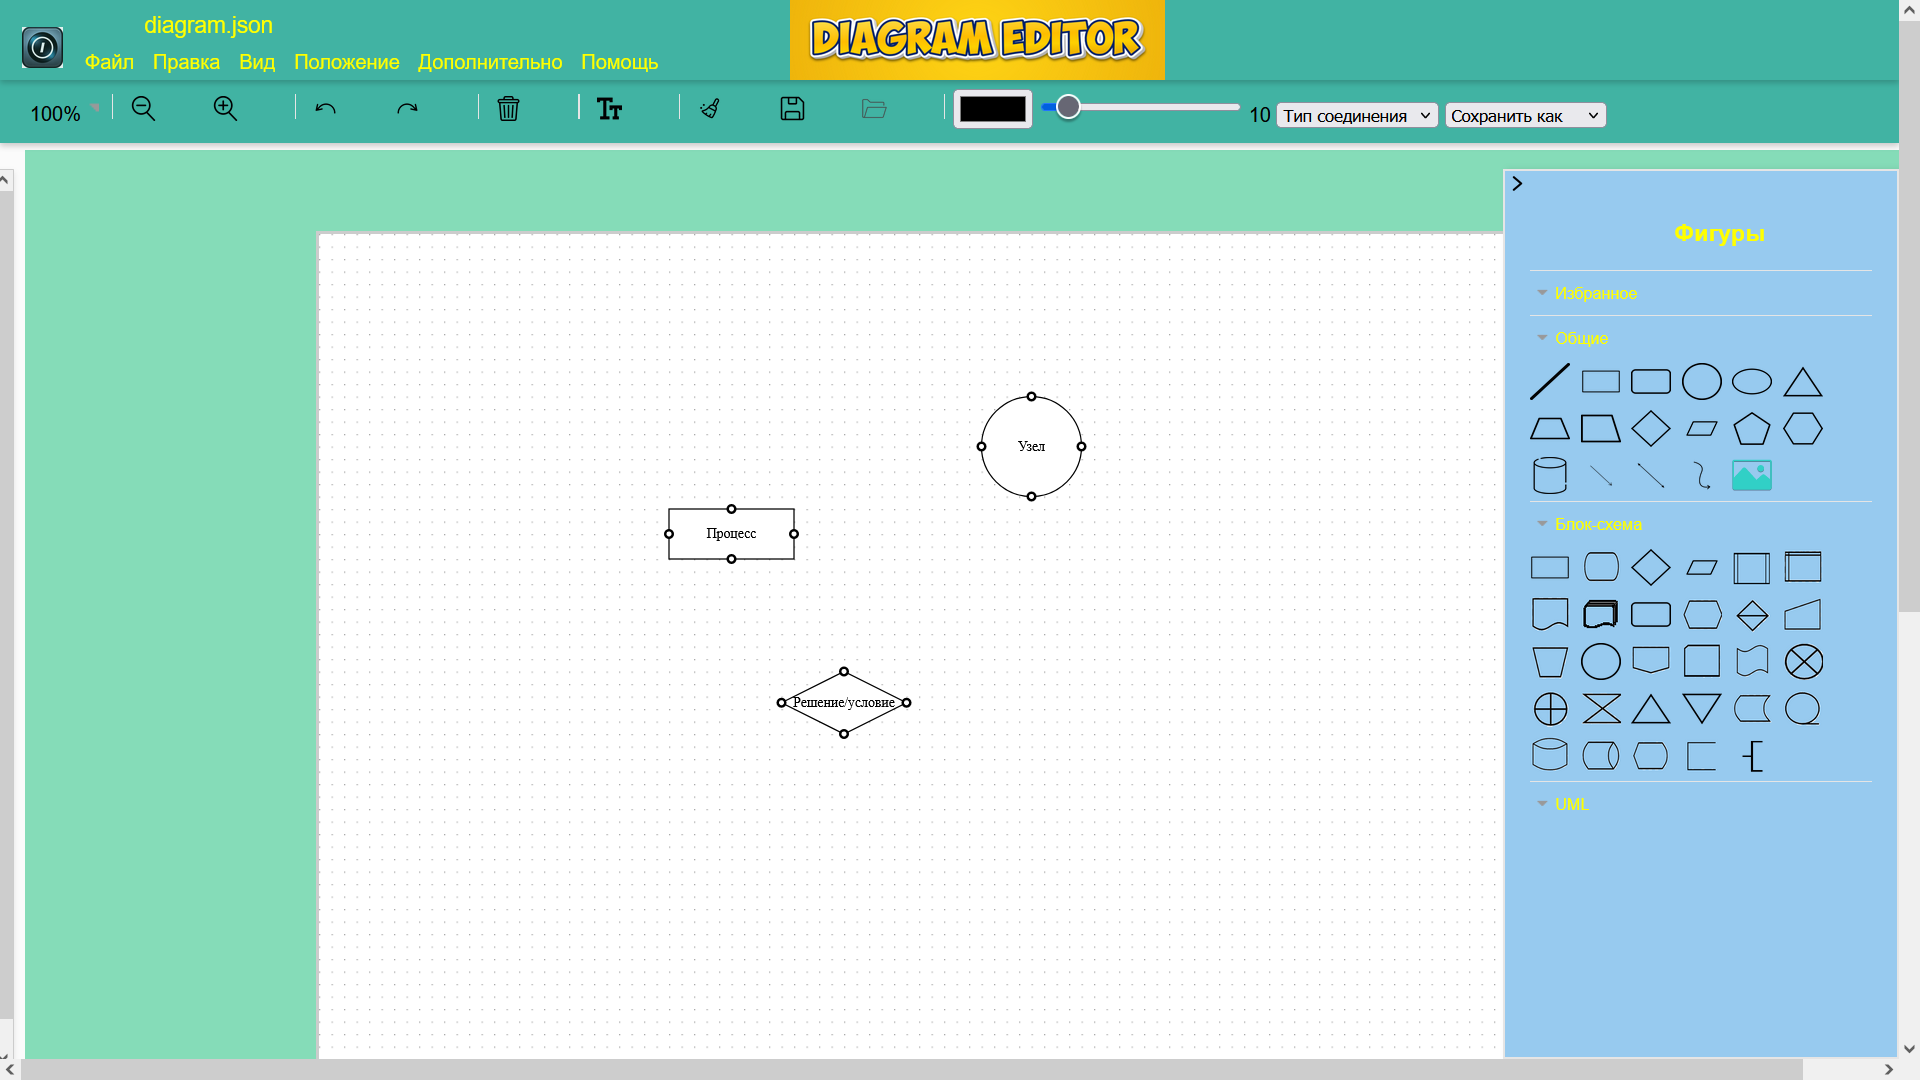 diagram.json
DIAGRAM EDITOR
Файл Правка Вид Положение Дополнительно Помощь
100% Tт 10 Тип соединения Сохранить как
Фигуры
Избранное
Общие
Узел
Блок-схема
Процесс
Решение/условие
UML